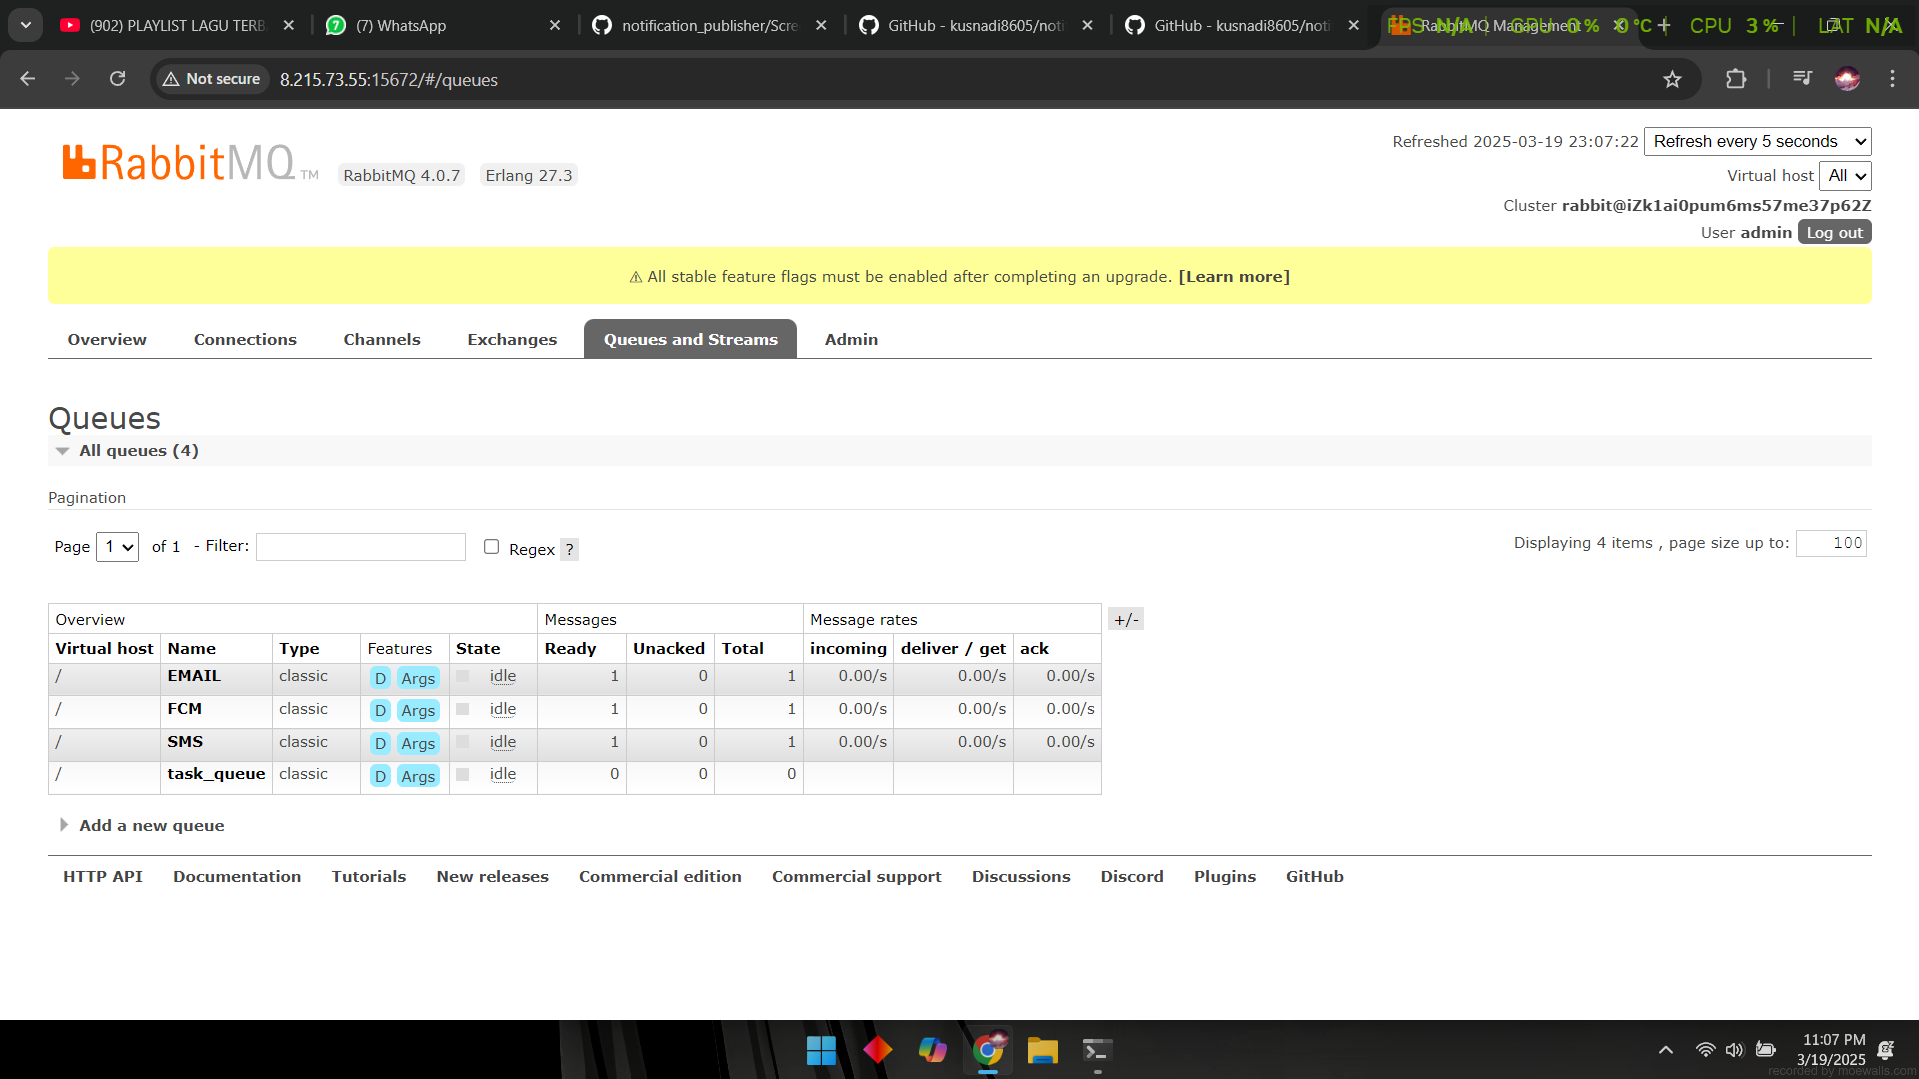 (902) PLAYLIST LAGU TERB
(7) WhatsApp
notification_publisher/Scre
GitHub - kusnadi8605/noti
GitHub - kusnadi8605/noti
RabbitMQ Management
FPS N/A GPU 0 % 0 °C CPU 3 % LAT N/A
Not secure 8.215.73.55:15672/#/queues
RabbitMQ TM RabbitMQ 4.0.7 Erlang 27.3
Refreshed 2025-03-19 23:07:22 Refresh every 5 seconds
Virtual host All
Cluster rabbit@iZk1ai0pum6ms57me37p62Z
User admin Log out
⚠ All stable feature flags must be enabled after completing an upgrade. [Learn more]
Overview Connections Channels Exchanges Queues and Streams Admin
Queues
All queues (4)
Pagination
Page 1 of 1 - Filter: Regex ? Displaying 4 items , page size up to: 100
Overview Messages Message rates +/-
Virtual host Name Type Features State Ready Unacked Total incoming deliver / get ack
/ EMAIL classic D Args idle 1 0 1 0.00/s 0.00/s 0.00/s
/ FCM classic D Args idle 1 0 1 0.00/s 0.00/s 0.00/s
/ SMS classic D Args idle 1 0 1 0.00/s 0.00/s 0.00/s
/ task_queue classic D Args idle 0 0 0
Add a new queue
HTTP API Documentation Tutorials New releases Commercial edition Commercial support Discussions Discord Plugins GitHub
11:07 PM
3/19/2025
recorded by moewalls.com